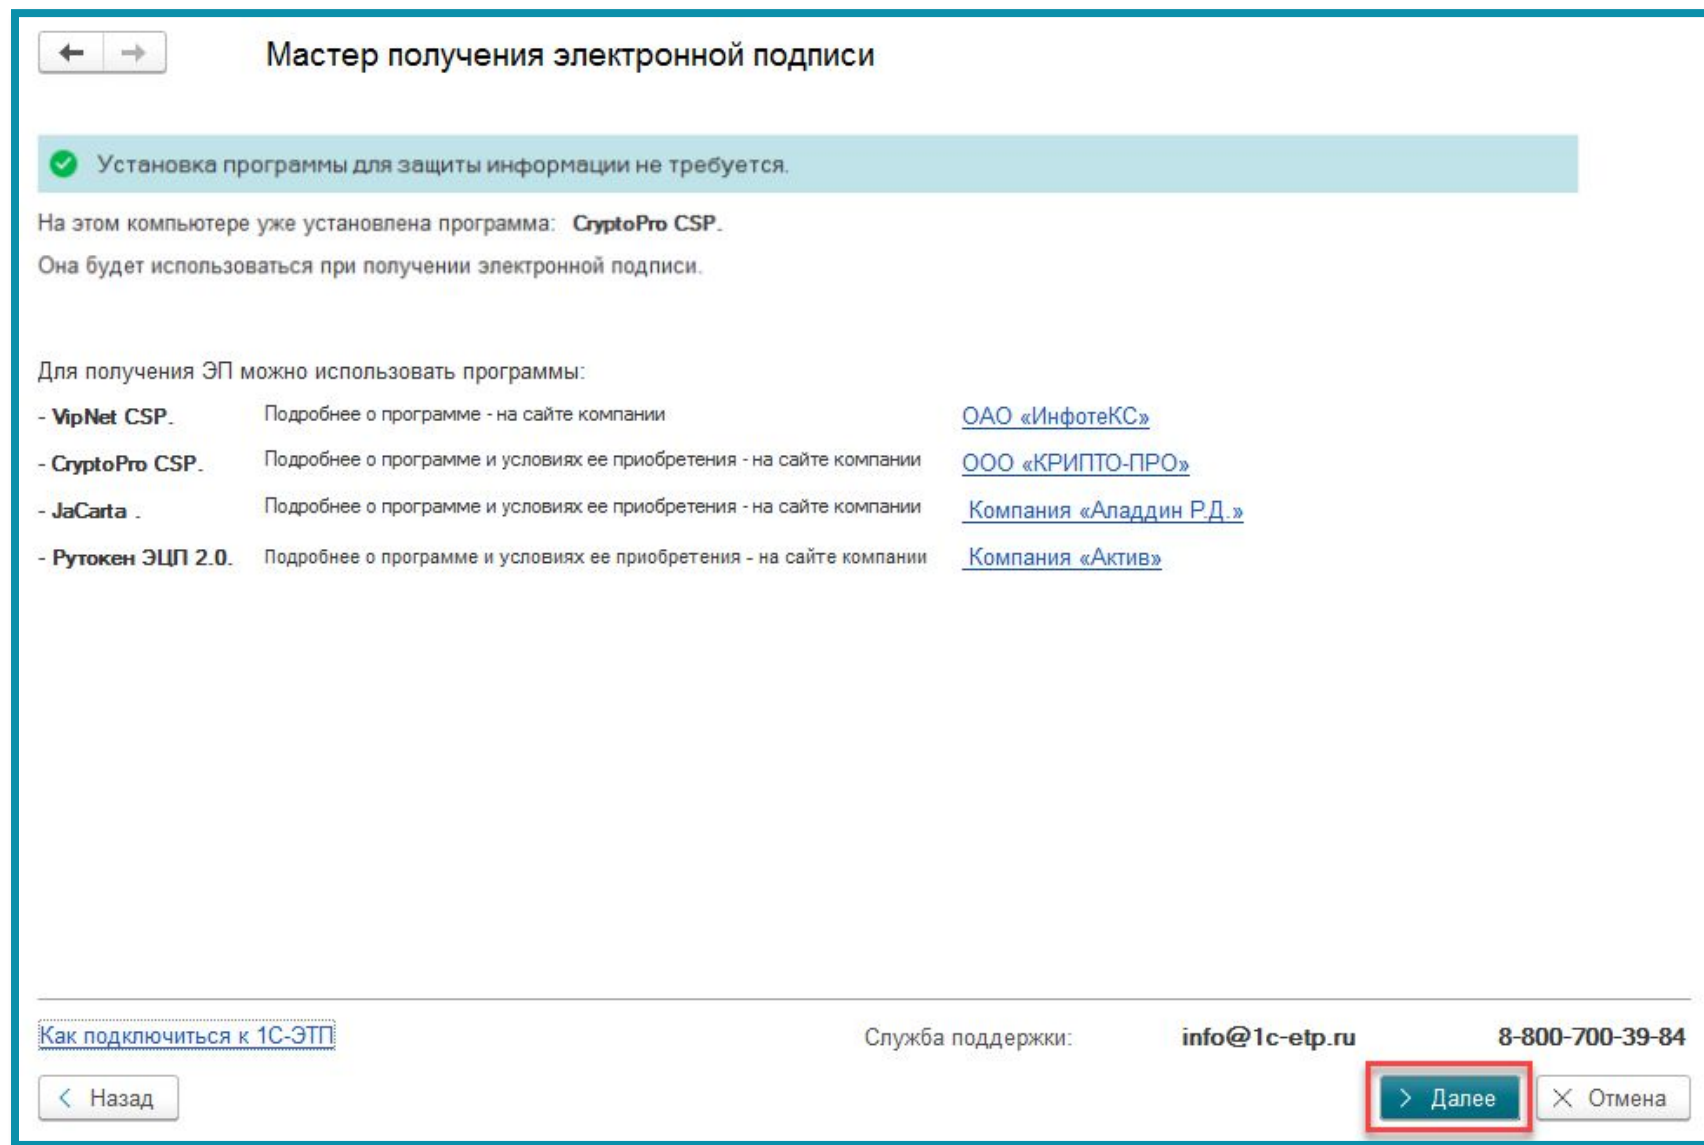 Мастер получения электронной подписи
Установка программы для защиты информации не требуется.
На этом компьютере уже установлена программа: CryptoPro CSP.
Она будет использоваться при получении электронной подписи.
Для получения ЭП можно использовать программы:
- VipNet CSP. Подробнее о программе - на сайте компании ОАО «ИнфотеКС»
- CryptoPro CSP. Подробнее о программе и условиях ее приобретения - на сайте компании ООО «КРИПТО-ПРО»
- JaCarta . Подробнее о программе и условиях ее приобретения - на сайте компании Компания «Аладдин Р.Д.»
- Рутокен ЭЦП 2.0. Подробнее о программе и условиях ее приобретения - на сайте компании Компания «Актив»
Как подключиться к 1С-ЭТП Служба поддержки: info@1c-etp.ru 8-800-700-39-84
Назад Далее Отмена